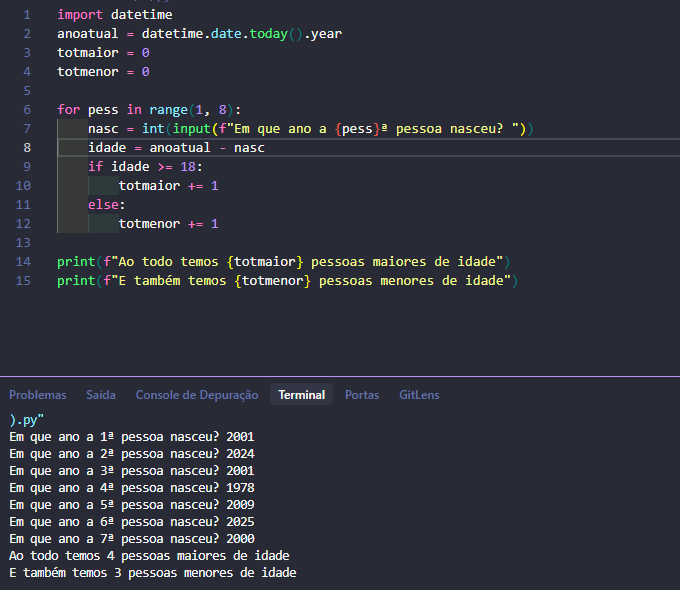 1 import datetime
2 anoatual = datetime.date.today().year
3 totmaior = 0
4 totmenor = 0
5
6 for pess in range(1, 8):
7 nasc = int(input(f"Em que ano a {pess}ª pessoa nasceu? "))
8 idade = anoatual - nasc
9 if idade >= 18:
10 totmaior += 1
11 else:
12 totmenor += 1
13
14 print(f"Ao todo temos {totmaior} pessoas maiores de idade")
15 print(f"E também temos {totmenor} pessoas menores de idade")
Problemas Saída Console de Depuração Terminal Portas GitLens
).py"
Em que ano a 1ª pessoa nasceu? 2001
Em que ano a 2ª pessoa nasceu? 2024
Em que ano a 3ª pessoa nasceu? 2001
Em que ano a 4ª pessoa nasceu? 1978
Em que ano a 5ª pessoa nasceu? 2009
Em que ano a 6ª pessoa nasceu? 2025
Em que ano a 7ª pessoa nasceu? 2000
Ao todo temos 4 pessoas maiores de idade
E também temos 3 pessoas menores de idade